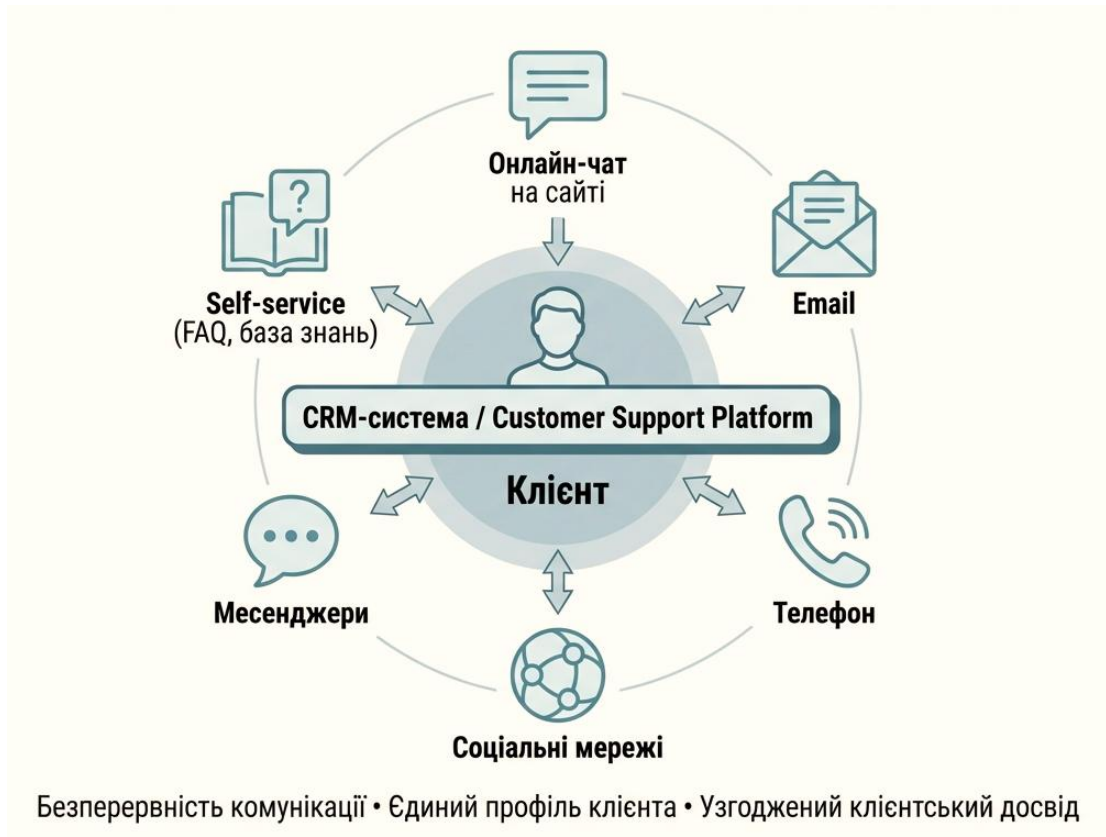 Онлайн-чат
на сайті
Email
Self-service
(FAQ, база знань)
CRM-система / Customer Support Platform
Клієнт
Месенджери
Телефон
Соціальні мережі
Безперервність комунікації • Єдиний профіль клієнта • Узгоджений клієнтський досвід